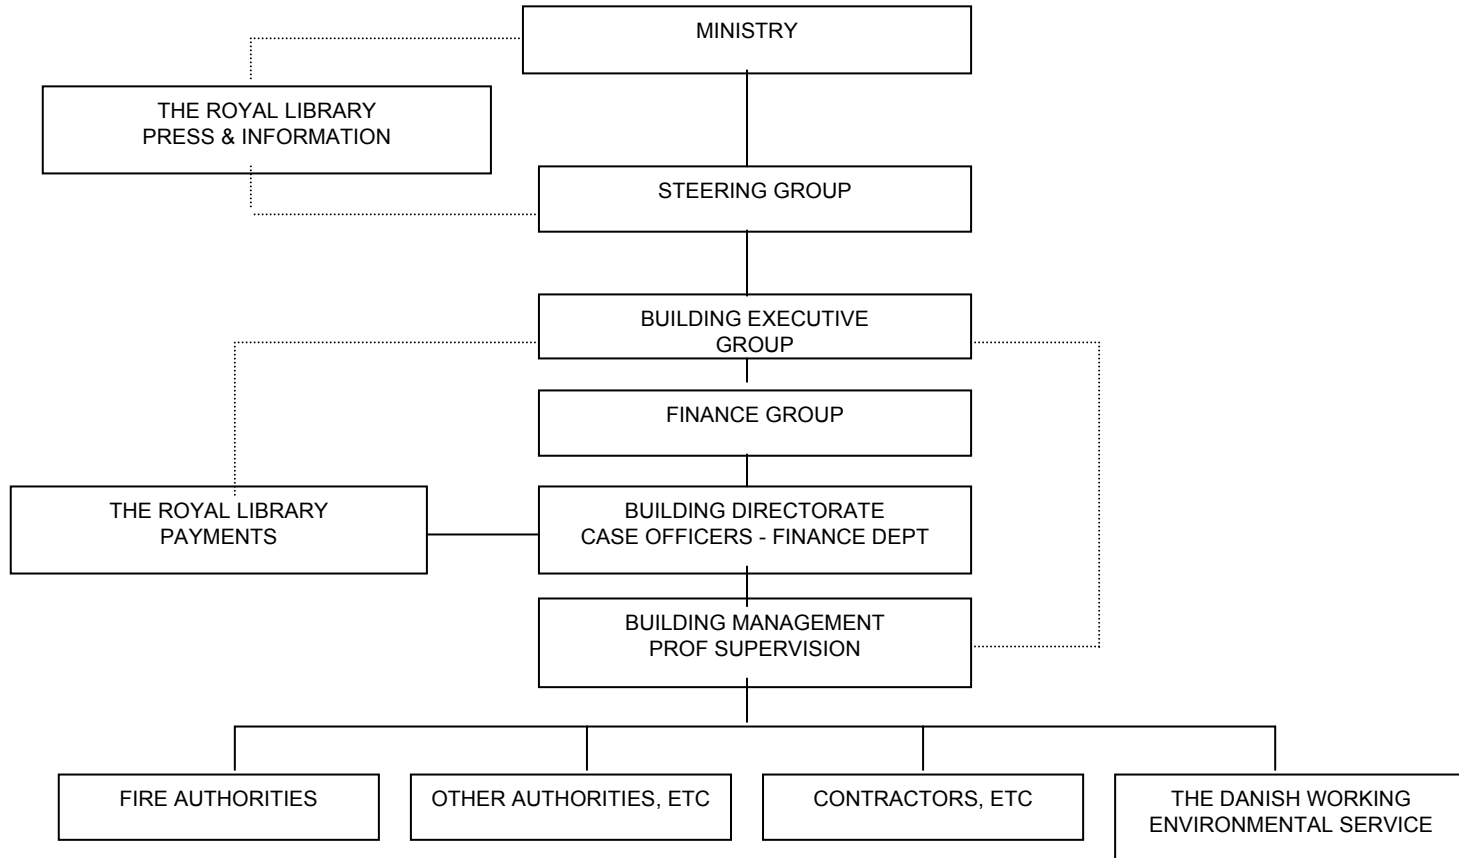 MINISTRY
THE ROYAL LIBRARY
PRESS & INFORMATION
STEERING GROUP
BUILDING EXECUTIVE
GROUP
FINANCE GROUP
THE ROYAL LIBRARY
PAYMENTS
BUILDING DIRECTORATE
CASE OFFICERS - FINANCE DEPT
BUILDING MANAGEMENT
PROF SUPERVISION
FIRE AUTHORITIES
OTHER AUTHORITIES, ETC
CONTRACTORS, ETC
THE DANISH WORKING
ENVIRONMENTAL SERVICE